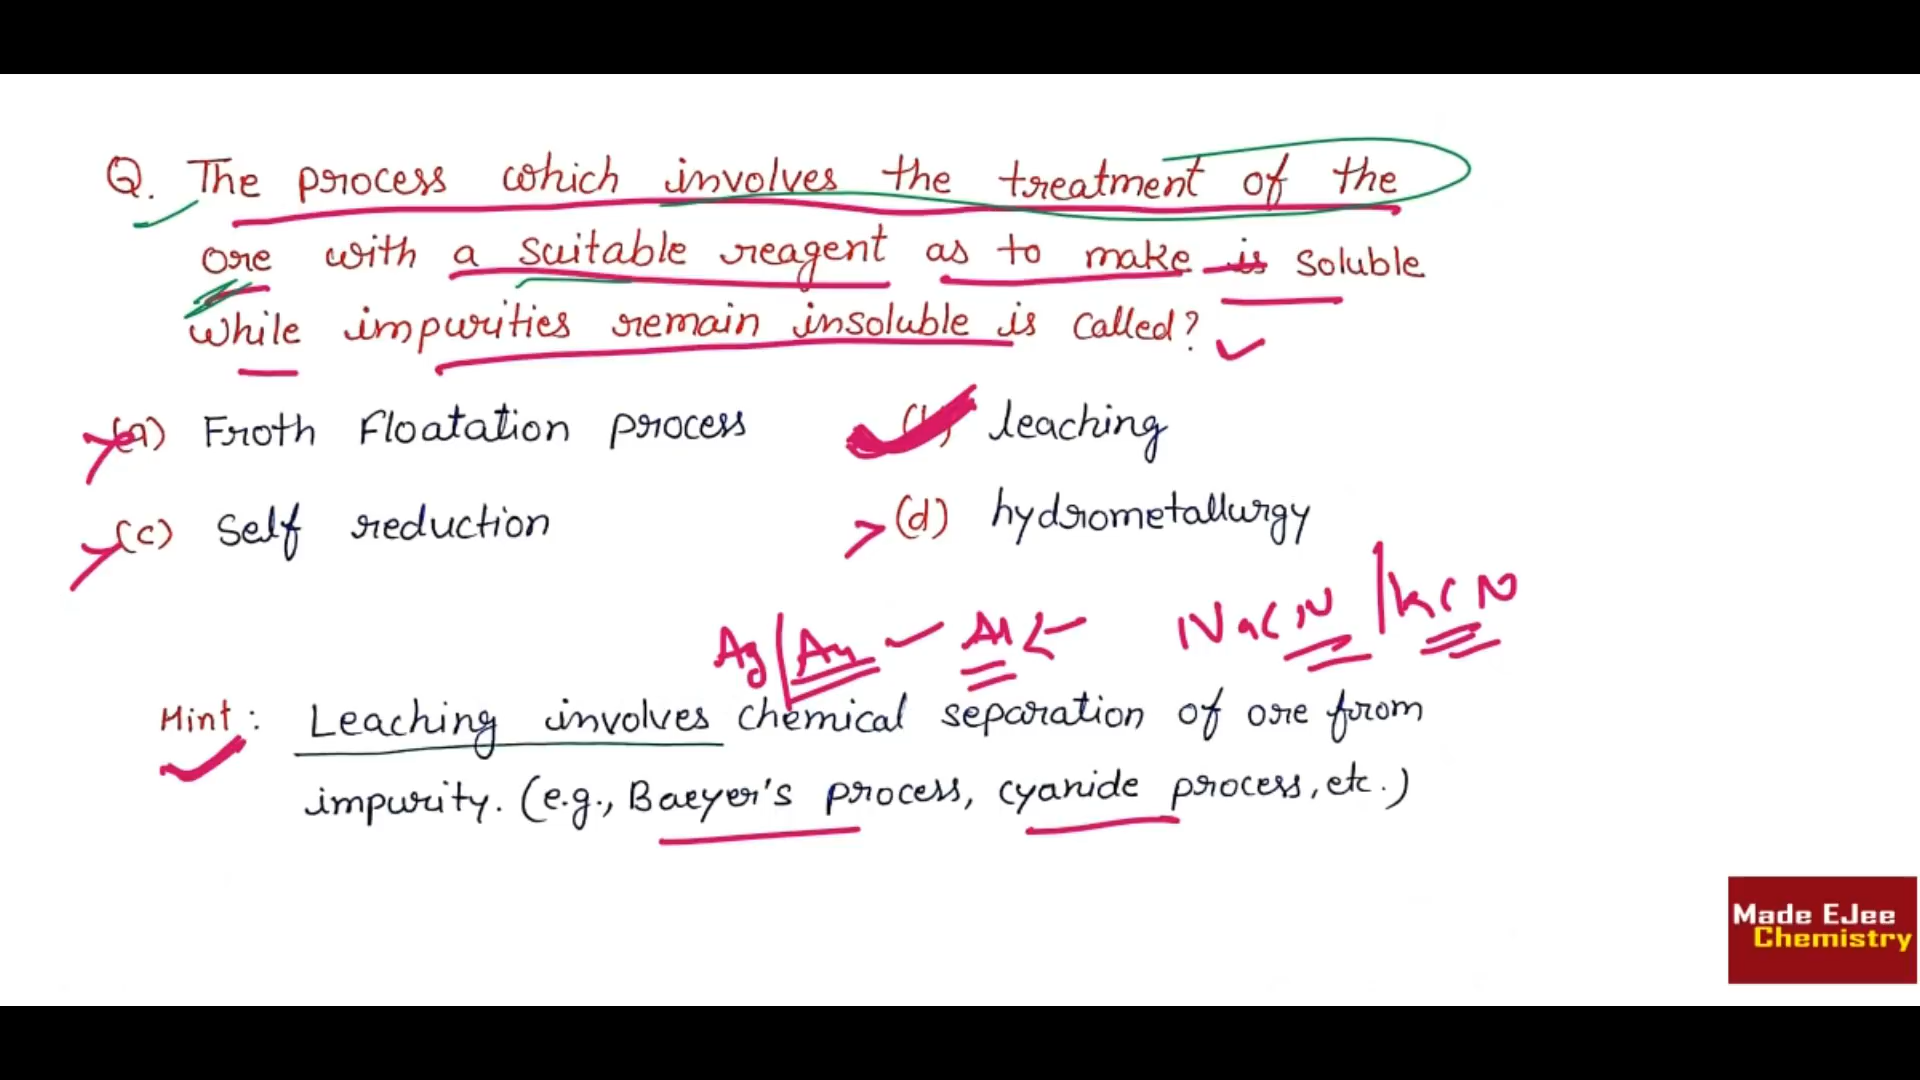 Q. The process which involves the treatment of the
ore with a suitable reagent as to make is soluble
while impurities remain insoluble is called?
(a) Froth Floatation process (b) leaching
(c) Self reduction (d) hydrometallurgy
Ag/Au Al NaCN/KCN
Hint: Leaching involves chemical separation of ore from
impurity. (e.g., Baeyer's process, cyanide process, etc.)
Made EJee
Chemistry